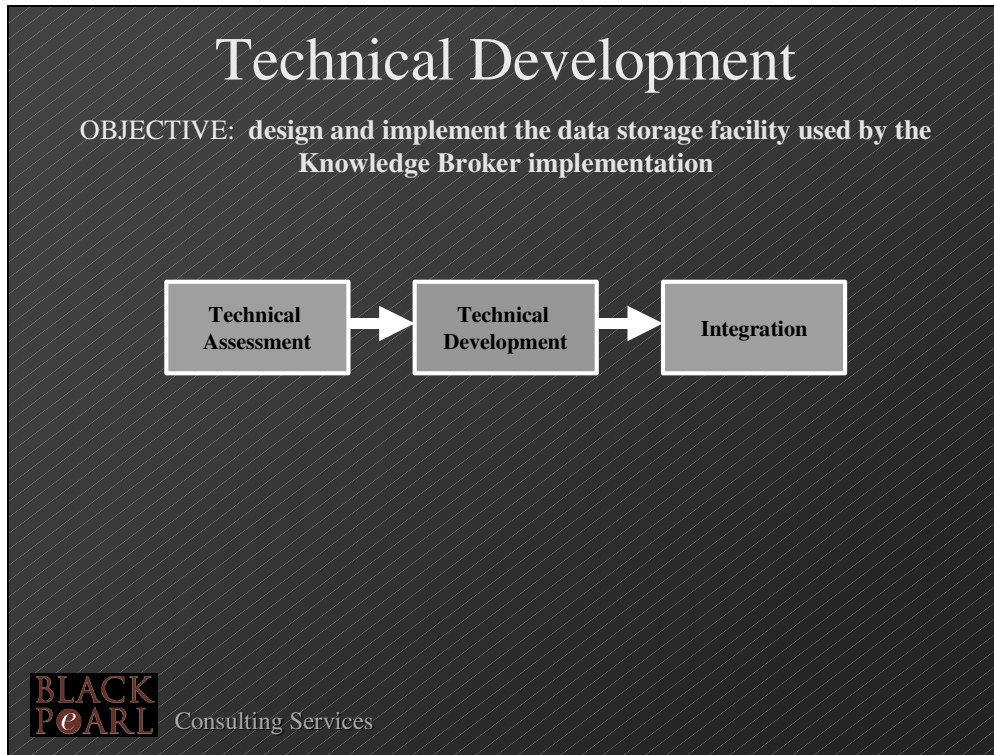 Technical Development
OBJECTIVE: design and implement the data storage facility used by the
Knowledge Broker implementation
Technical
Assessment
Technical
Development
Integration
BLACK
PeARL
Consulting Services